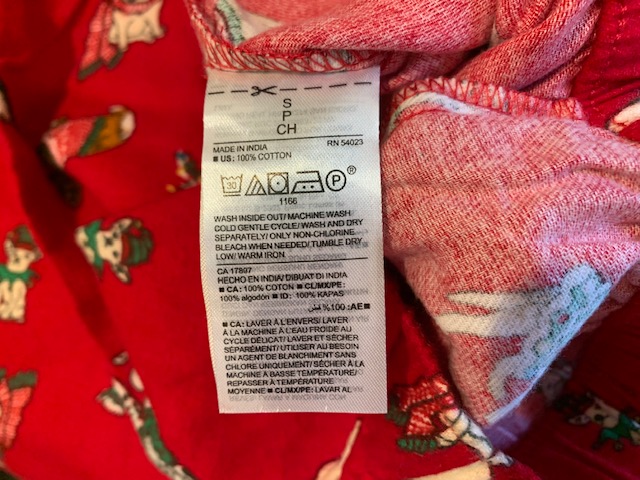 S
P
CH
MADE IN INDIA RN 54023
■ US: 100% COTTON
30 P ®
1166
WASH INSIDE OUT/MACHINE WASH
COLD GENTLE CYCLE/WASH AND DRY
SEPARATELY/ONLY NON-CHLORINE
BLEACH WHEN NEEDED/TUMBLE DRY
LOW/WARM IRON
CA 17897
HECHO EN INDIA/DIBUAT DI INDIA
■ CA: 100% COTON ■ CL/MX/PE:
100% algodón ■ ID: 100% KAPAS
■ AE: 100%
■ CA: LAVER À L'ENVERS/ LAVER
À LA MACHINE À L'EAU FROIDE AU
CYCLE DÉLICAT/ LAVER ET SÉCHER
SÉPARÉMENT/ UTILISER AU BESOIN
UN AGENT DE BLANCHIMENT SANS
CHLORE UNIQUEMENT/ SÉCHER À LA
MACHINE À BASSE TEMPÉRATURE/
REPASSER À TEMPÉRATURE
MOYENNE ■ CL/MX/PE: LAVAR AL